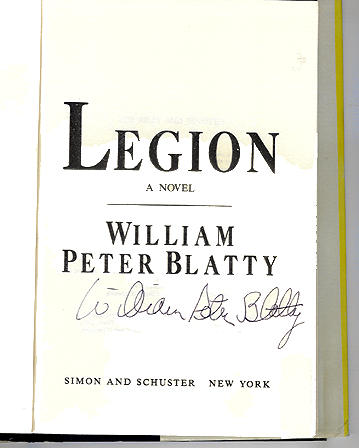 LEGION
A NOVEL
WILLIAM
PETER BLATTY
William Peter Blatty
SIMON AND SCHUSTER NEW YORK